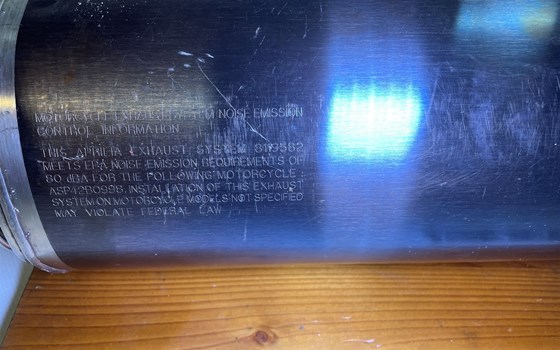 MOTORCYCLE EXHAUST SYSTEM NOISE EMISSION
CONTROL INFORMATION
THIS APRILIA EXHAUST SYSTEM 8119582
MEETS EPA NOISE EMISSION REQUIREMENTS OF
80 dBA FOR THE FOLLOWING MOTORCYCLE :
ASP42B0998. INSTALLATION OF THIS EXHAUST
SYSTEM ON MOTORCYCLE MODELS NOT SPECIFIED
MAY VIOLATE FEDERAL LAW